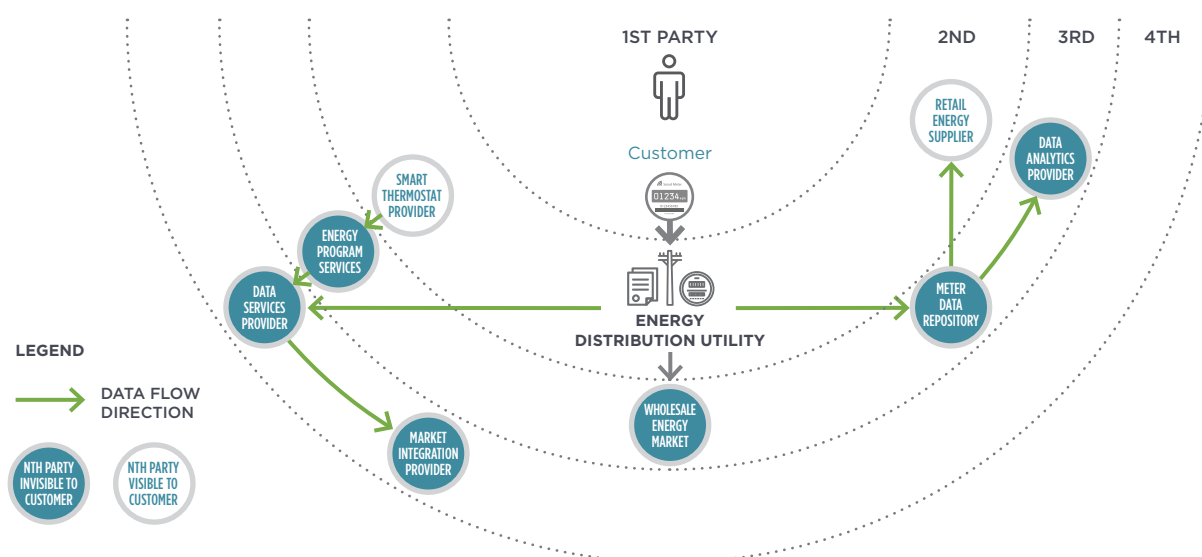 1ST PARTY
2ND
3RD
4TH
Customer
01234
RETAIL
ENERGY
SUPPLIER
DATA
ANALYTICS
PROVIDER
SMART
THERMOSTAT
PROVIDER
ENERGY
PROGRAM
SERVICES
DATA
SERVICES
PROVIDER
METER
DATA
REPOSITORY
ENERGY
DISTRIBUTION UTILITY
WHOLESALE
ENERGY
MARKET
MARKET
INTEGRATION
PROVIDER
LEGEND
DATA FLOW
DIRECTION
NTH PARTY
INVISIBLE TO
CUSTOMER
NTH PARTY
VISIBLE TO
CUSTOMER